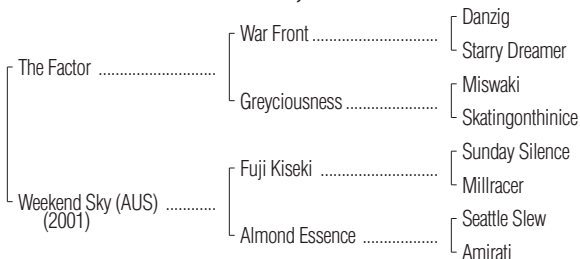 Danzig
War Front ..............................
Starry Dreamer
The Factor ............................
Miswaki
Greyciousness ......................
Skatingonthinice
Sunday Silence
Fuji Kiseki ............................
Millracer
Weekend Sky (AUS) ............
(2001)
Seattle Slew
Almond Essence ..................
Amirati